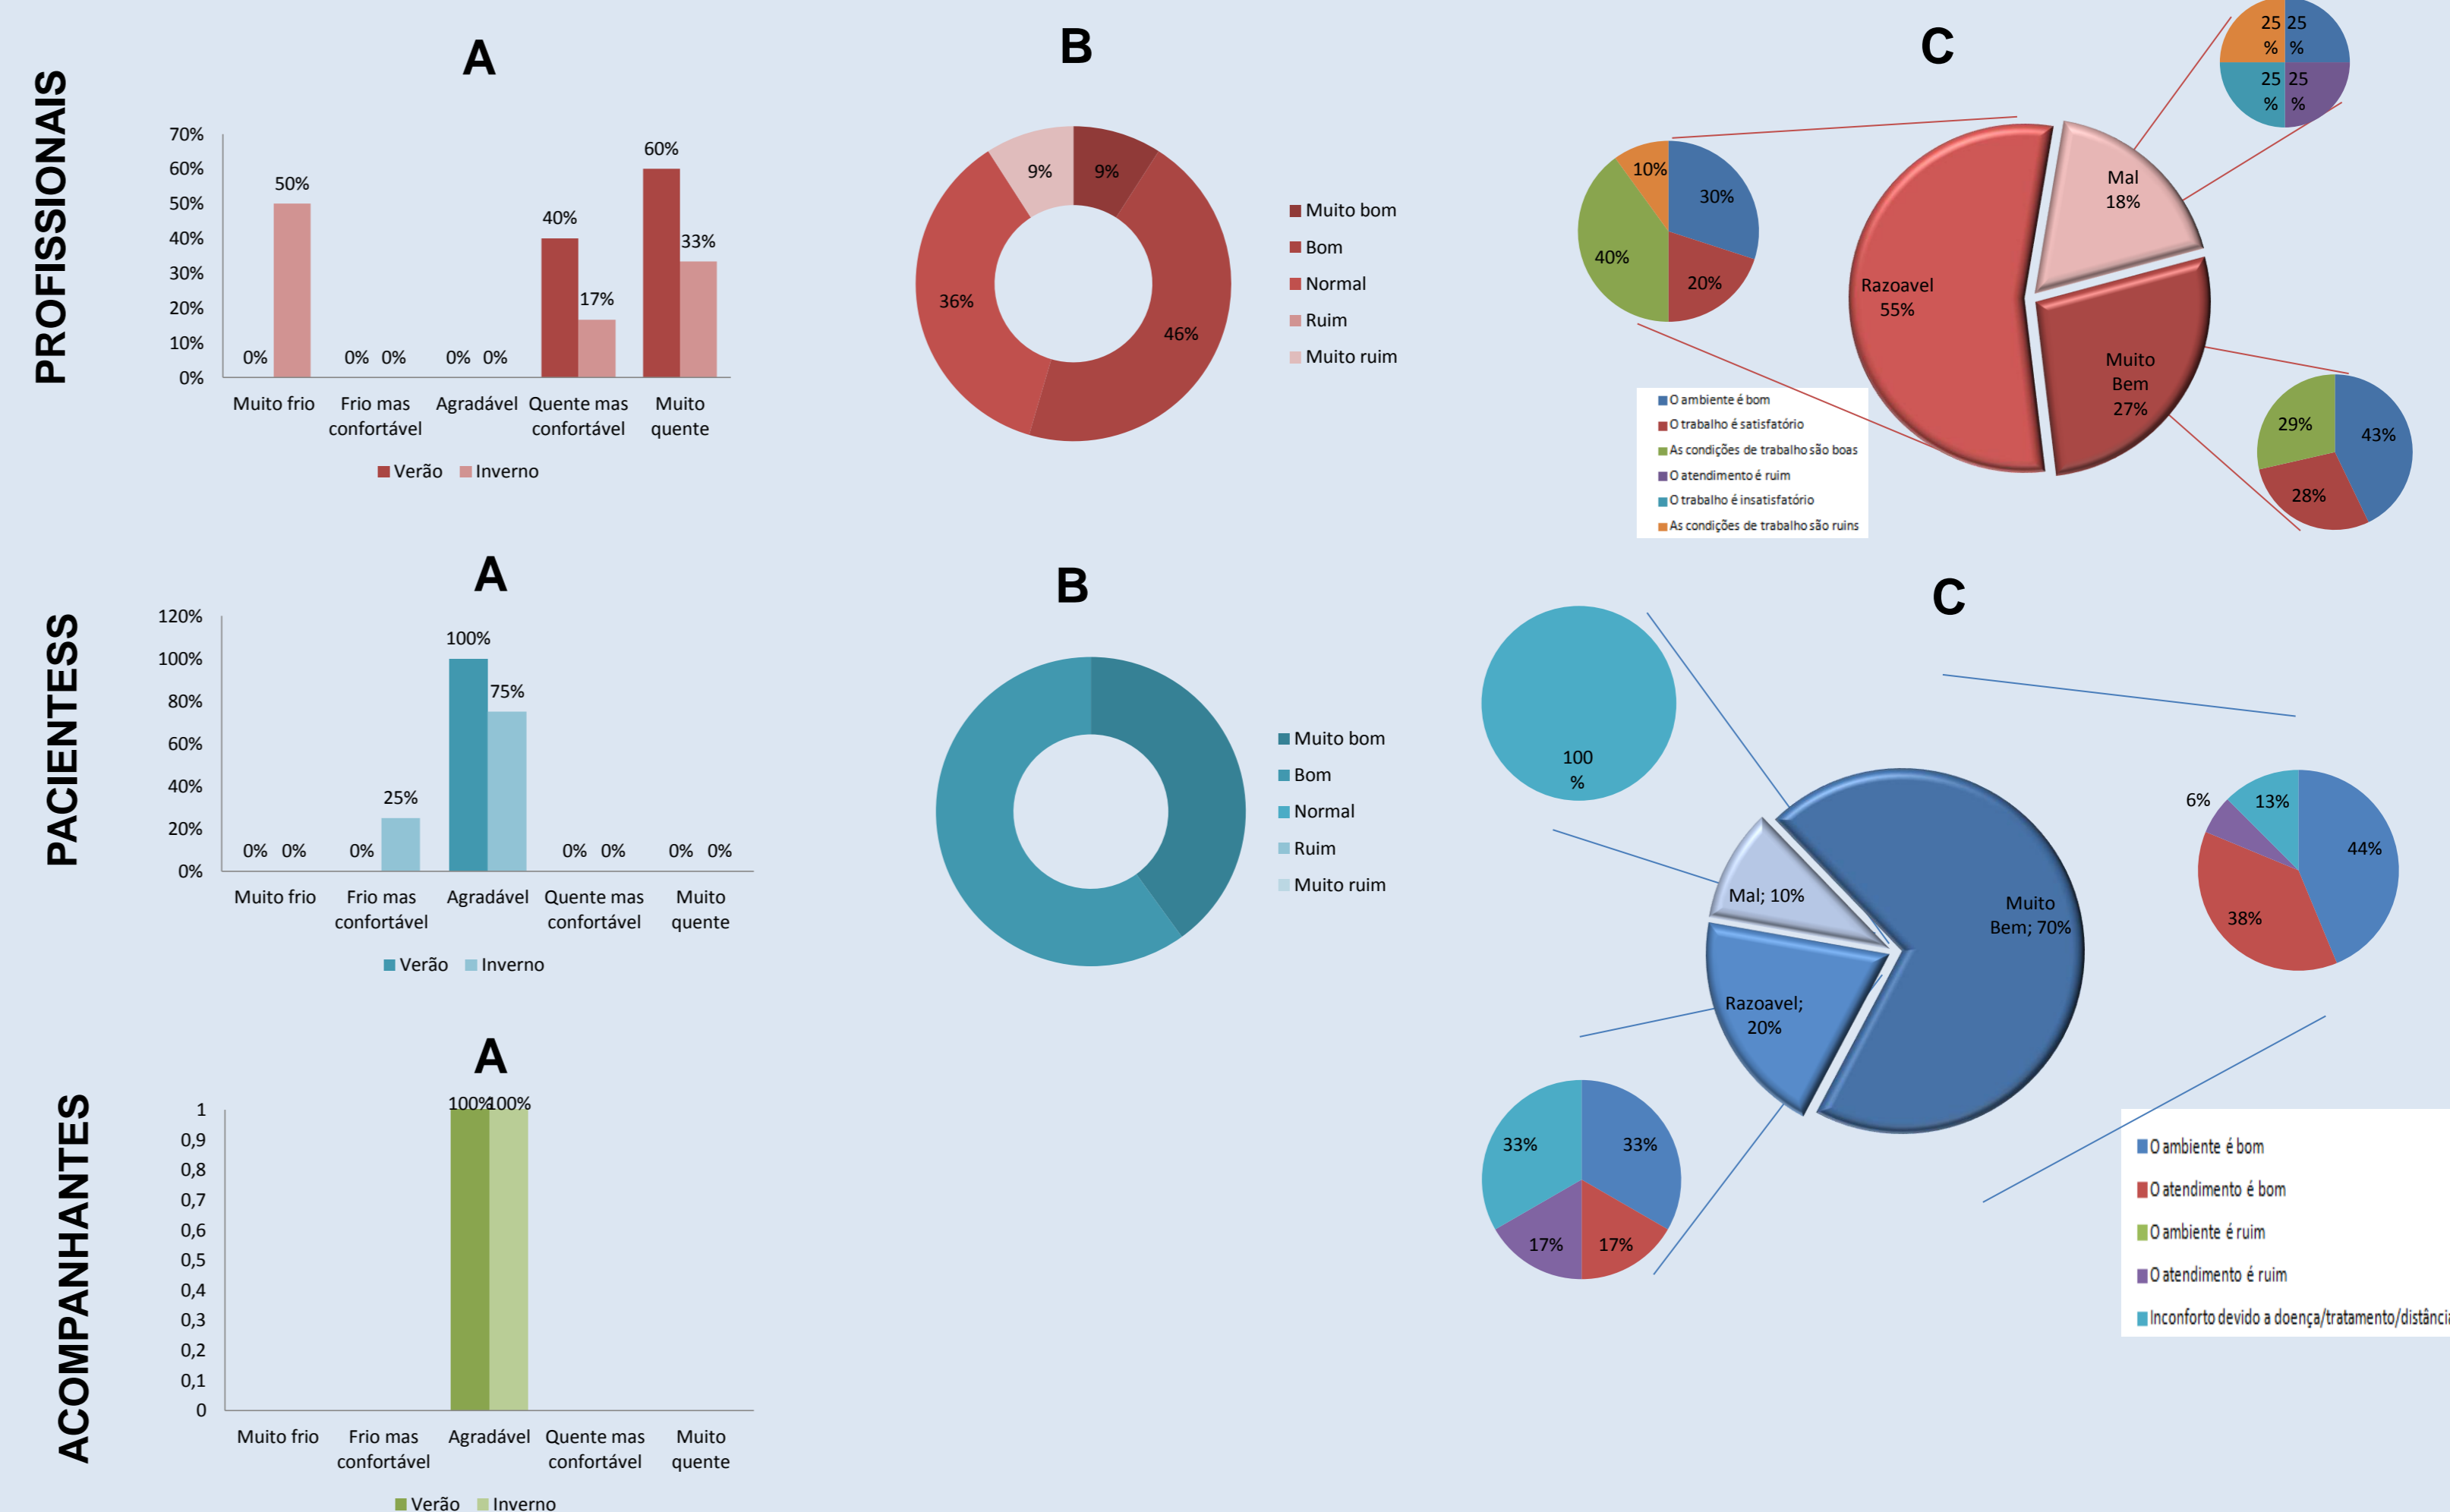 PROFISSIONAIS
A
70%
60%
50%
40%
30%
20%
10%
0%
0%
50%
0%
0%
0%
0%
40%
17%
60%
33%
Muito frio
Frio mas
confortável
Agradável
Quente mas
confortável
Muito
quente
Verão
Inverno
B
9%
9%
36%
46%
Muito bom
Bom
Normal
Ruim
Muito ruim
C
25
%
25
%
25
%
25
%
10%
30%
40%
20%
Mal
18%
Razoavel
55%
Muito
Bem
27%
29%
43%
28%
O ambiente é bom
O trabalho é satisfatório
As condições de trabalho são boas
O atendimento é ruim
O trabalho é insatisfatório
As condições de trabalho são ruins
PACIENTESS
A
120%
100%
80%
60%
40%
20%
0%
0%
0%
0%
25%
100%
75%
0%
0%
0%
0%
Muito frio
Frio mas
confortável
Agradável
Quente mas
confortável
Muito
quente
Verão
Inverno
B
Muito bom
Bom
Normal
Ruim
Muito ruim
C
100
%
Mal; 10%
Muito
Bem; 70%
Razoavel;
20%
6%
13%
44%
38%
33%
33%
17%
17%
O ambiente é bom
O atendimento é bom
O ambiente é ruim
O atendimento é ruim
Inconforto devido a doença/tratamento/distância
ACOMPANHANTES
A
1
0,9
0,8
0,7
0,6
0,5
0,4
0,3
0,2
0,1
0
100%
100%
Muito frio
Frio mas
confortável
Agradável
Quente mas
confortável
Muito
quente
Verão
Inverno